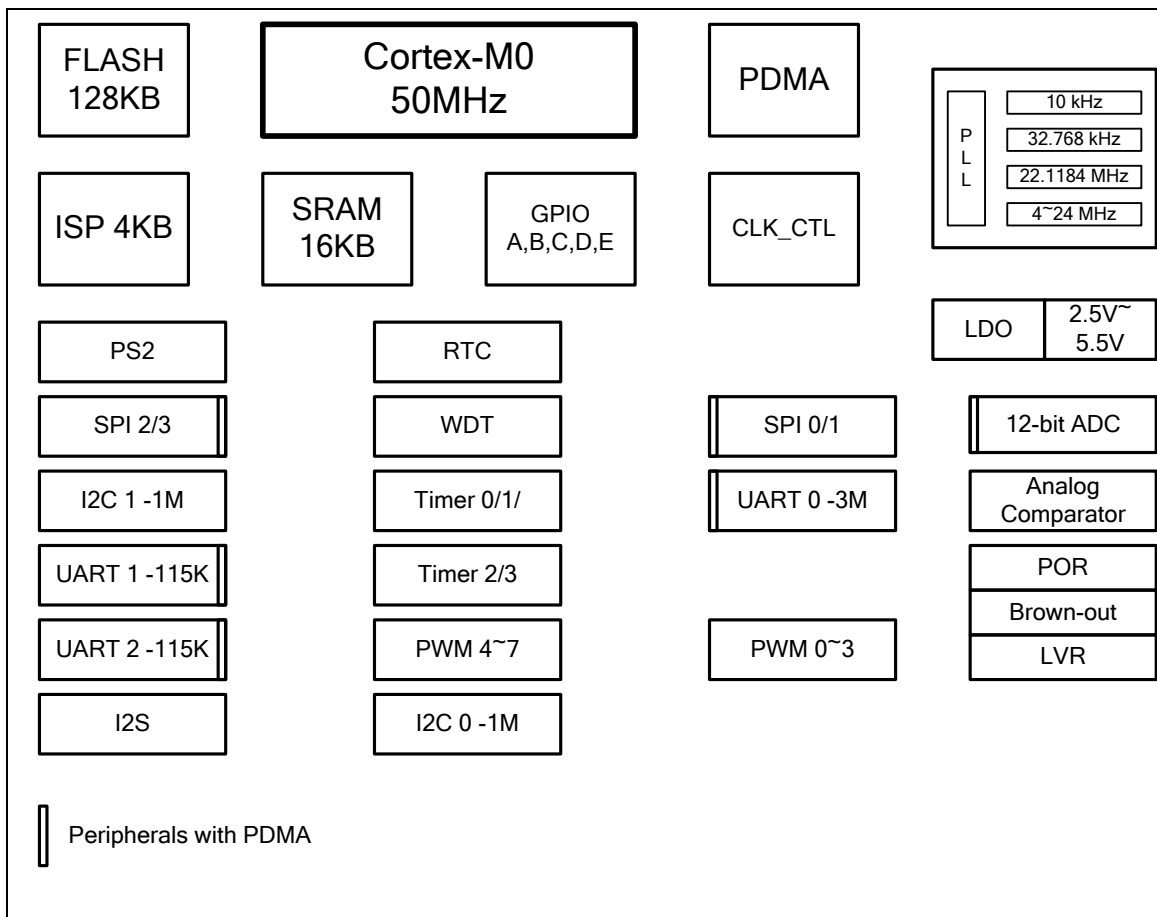 FLASH
128KB
Cortex-M0
50MHz
PDMA
P
L
L
10 kHz
32.768 kHz
22.1184 MHz
4~24 MHz
ISP 4KB
SRAM
16KB
GPIO
A,B,C,D,E
CLK_CTL
LDO
2.5V~
5.5V
PS2
RTC
SPI 2/3
WDT
SPI 0/1
12-bit ADC
I2C 1 -1M
Timer 0/1/
UART 0 -3M
Analog
Comparator
UART 1 -115K
Timer 2/3
POR
Brown-out
UART 2 -115K
PWM 4~7
PWM 0~3
LVR
I2S
I2C 0 -1M
Peripherals with PDMA